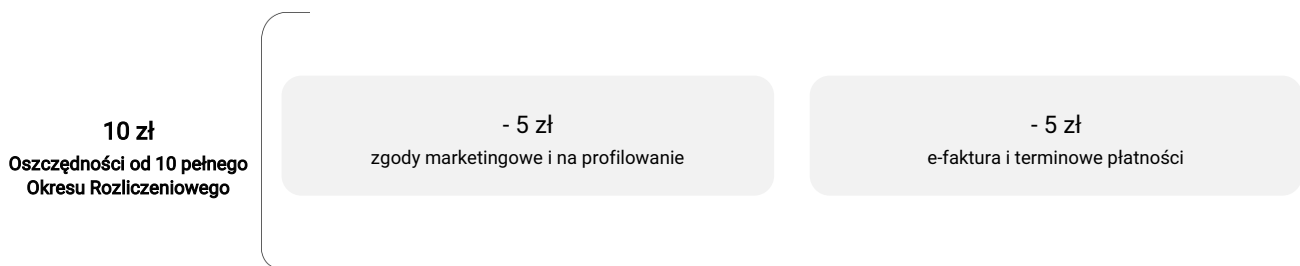 10 zł
Oszczędności od 10 pełnego
Okresu Rozliczeniowego
- 5 zł
zgody marketingowe i na profilowanie
- 5 zł
e-faktura i terminowe płatności